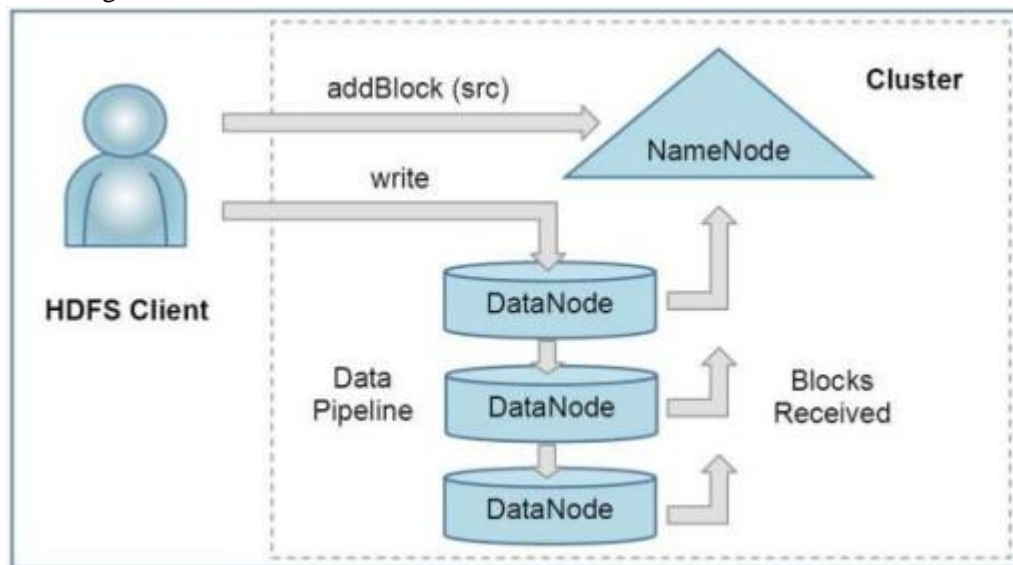 Cluster
addBlock (src)
NameNode
write
HDFS Client
DataNode
Data
Pipeline
DataNode
Blocks
Received
DataNode